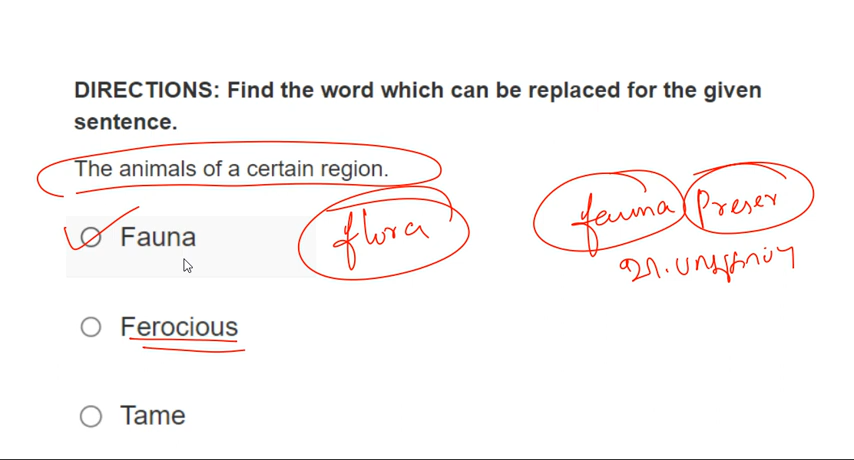 DIRECTIONS: Find the word which can be replaced for the given
sentence.
The animals of a certain region.
Fauna
flora
fauna Preser
Ferocious
Tame